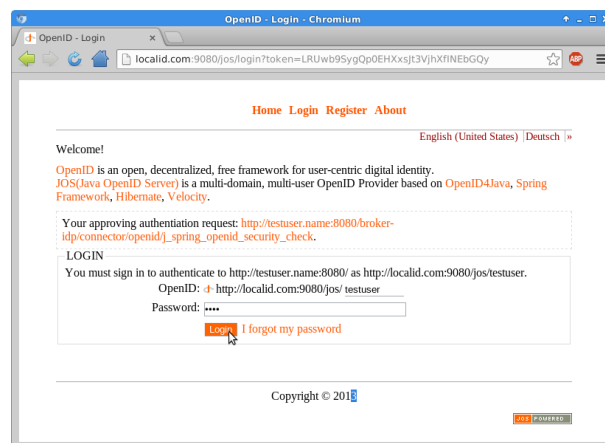 OpenID - Login - Chromium
OpenID - Login
localid.com:9080/jos/login?token=LRUwb9SygQp0EHXxsJt3VjhXfINEbGQy
ABP
Home Login Register About
English (United States) | Deutsch | »
Welcome!
OpenID is an open, decentralized, free framework for user-centric digital identity.
JOS(Java OpenID Server) is a multi-domain, multi-user OpenID Provider based on OpenID4Java, Spring
Framework, Hibernate, Velocity.
Your approving authentiation request: http://testuser.name:8080/broker-
idp/connector/openid/j_spring_openid_security_check.
LOGIN
You must sign in to authenticate to http://testuser.name:8080/ as http://localid.com:9080/jos/testuser.
OpenID: http://localid.com:9080/jos/ testuser
Password: ••••
Login I forgot my password
Copyright © 2013
JOS POWERED